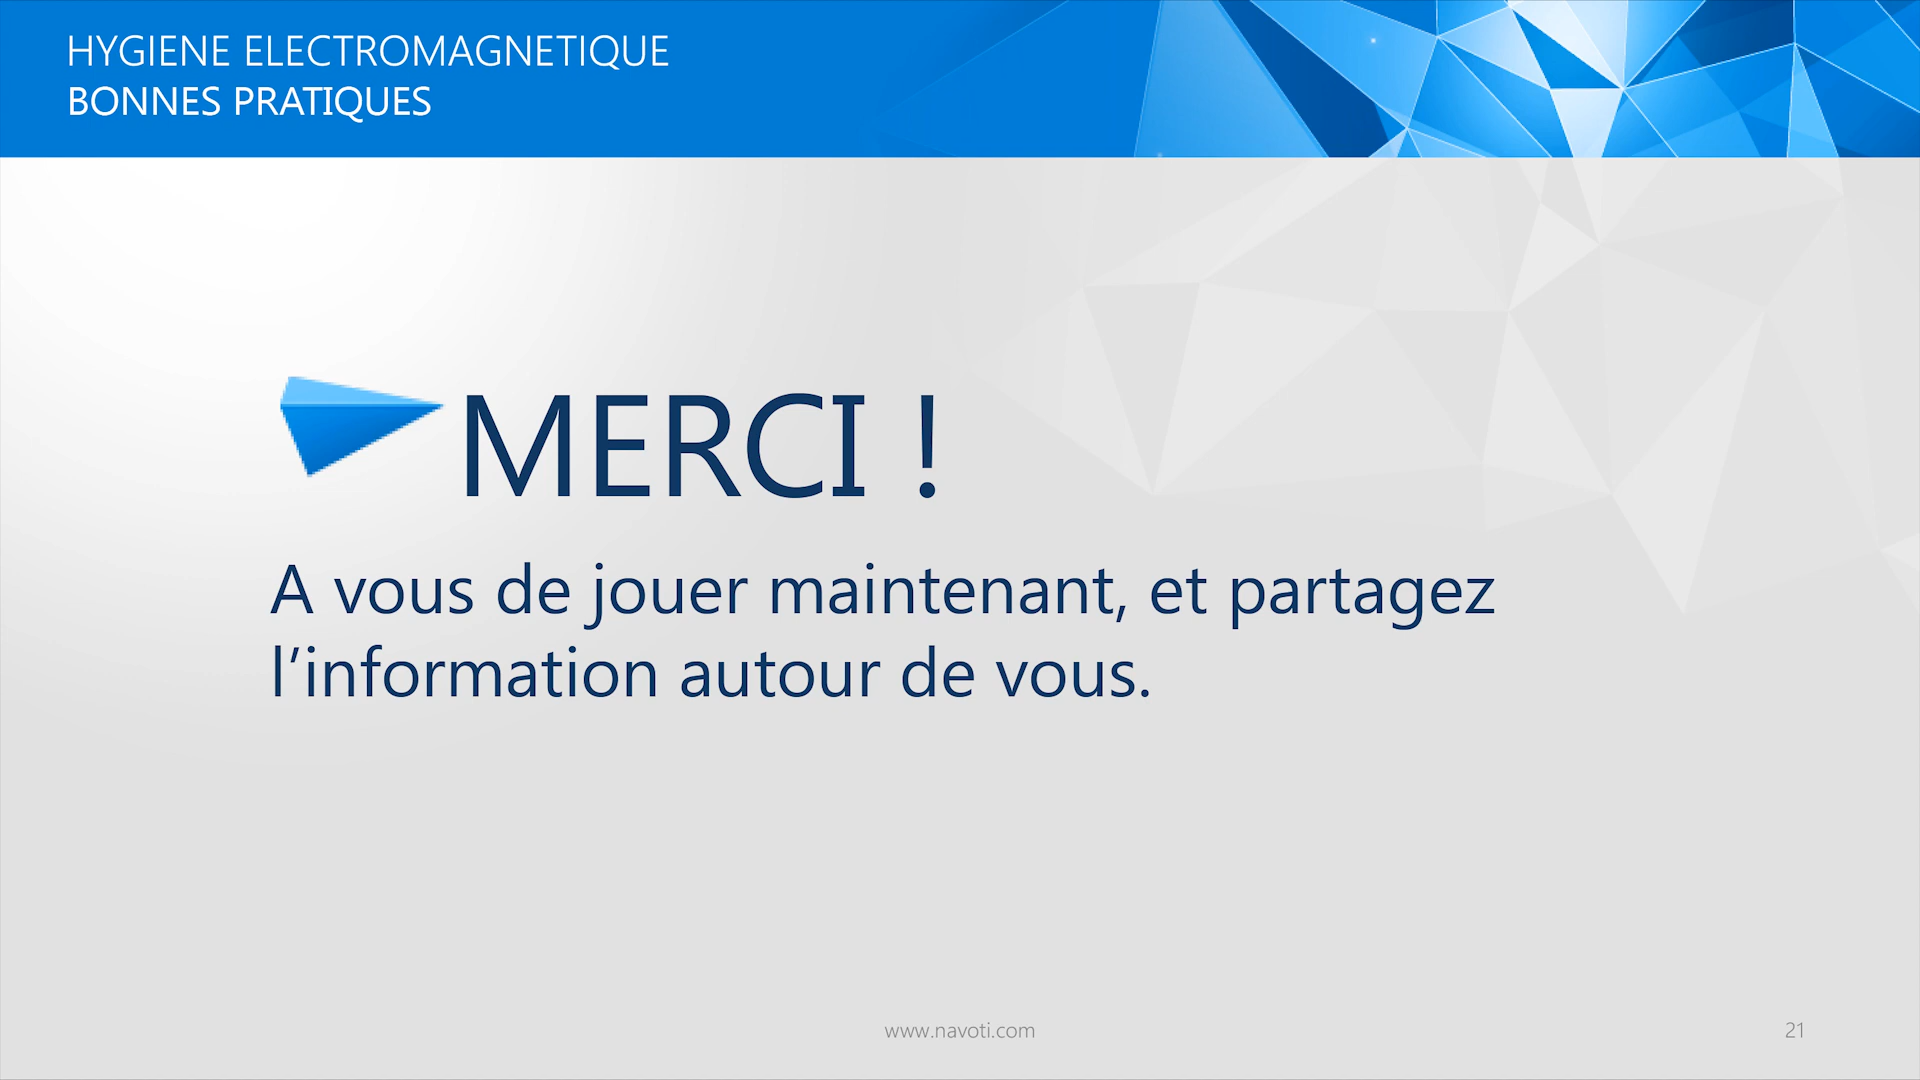 HYGIENE ELECTROMAGNETIQUE
BONNES PRATIQUES
MERCI !
A vous de jouer maintenant, et partagez
l’information autour de vous.
www.navoti.com
21